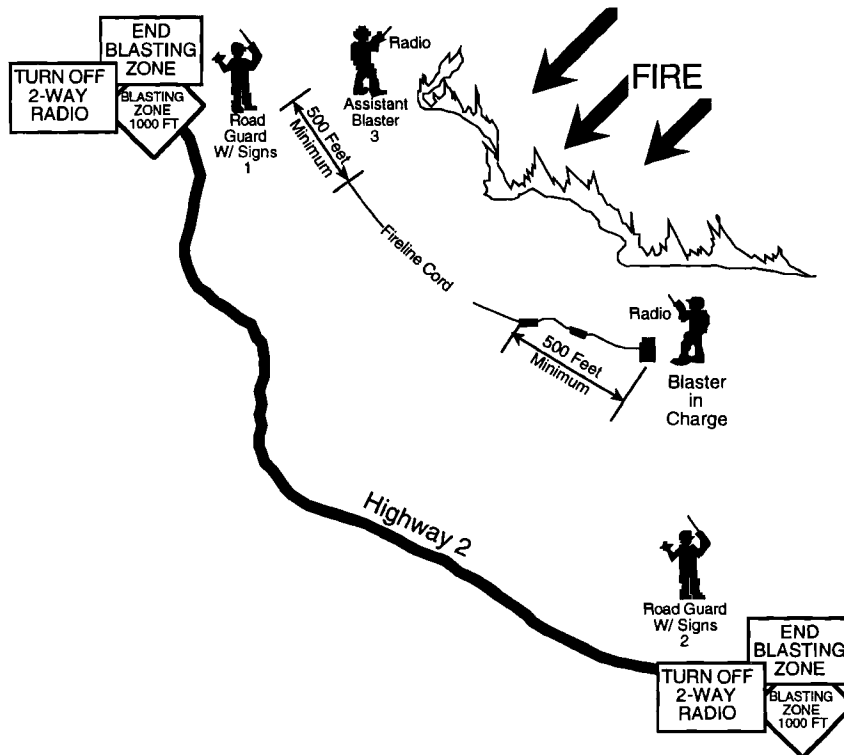 END
BLASTING
ZONE
TURN OFF
2-WAY
RADIO
BLASTING
ZONE
1000 FT
Road
Guard
W/ Signs
1
500 Feet
Minimum
Radio
Assistant
Blaster
3
FIRE
Fireline Cord
Radio
500 Feet
Minimum
Blaster
in
Charge
Highway 2
Road Guard
W/ Signs
2
END
BLASTING
ZONE
TURN OFF
2-WAY
RADIO
BLASTING
ZONE
1000 FT